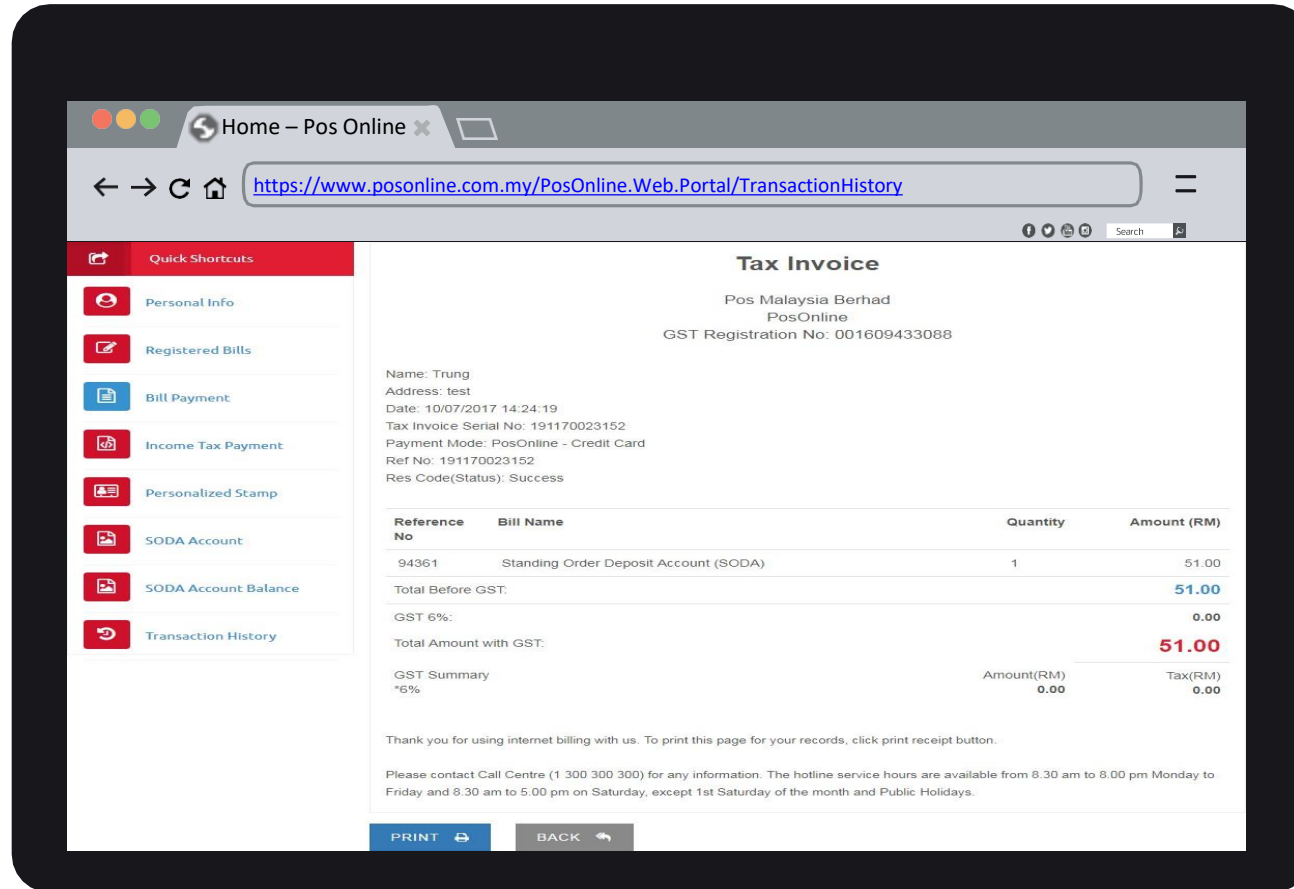 Home – Pos Online
https://www.posonline.com.my/PosOnline.Web.Portal/TransactionHistory
Search
Quick Shortcuts
Personal Info
Registered Bills
Bill Payment
Income Tax Payment
Personalized Stamp
SODA Account
SODA Account Balance
Transaction History
Tax Invoice
Pos Malaysia Berhad
PosOnline
GST Registration No: 001609433088
Name: Trung
Address: test
Date: 10/07/2017 14:24:19
Tax Invoice Serial No: 191170023152
Payment Mode: PosOnline - Credit Card
Ref No: 191170023152
Res Code(Status): Success
Reference No Bill Name Quantity Amount (RM)
94361 Standing Order Deposit Account (SODA) 1 51.00
Total Before GST: 51.00
GST 6%: 0.00
Total Amount with GST: 51.00
GST Summary Amount(RM) Tax(RM)
*6% 0.00 0.00
Thank you for using internet billing with us. To print this page for your records, click print receipt button.
Please contact Call Centre (1 300 300 300) for any information. The hotline service hours are available from 8.30 am to 8.00 pm Monday to
Friday and 8.30 am to 5.00 pm on Saturday, except 1st Saturday of the month and Public Holidays.
PRINT BACK